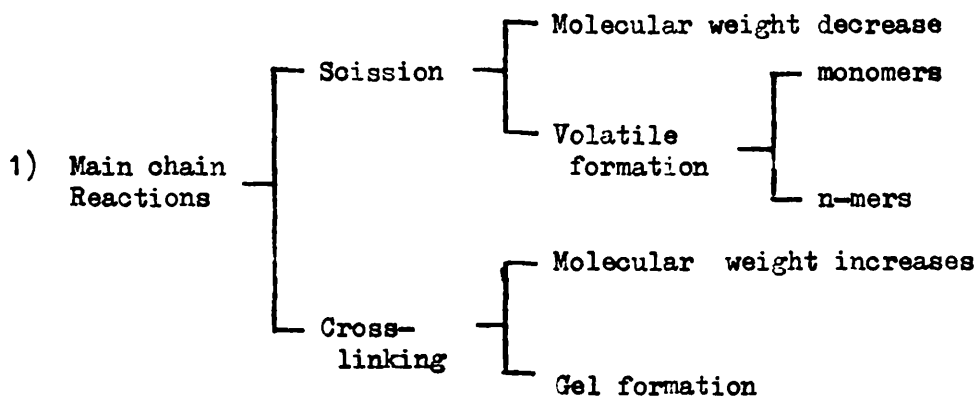 Molecular weight decrease
Scission
monomers
Volatile
formation
1) Main chain
Reactions
n-mers
Molecular weight increases
Cross-
linking
Gel formation